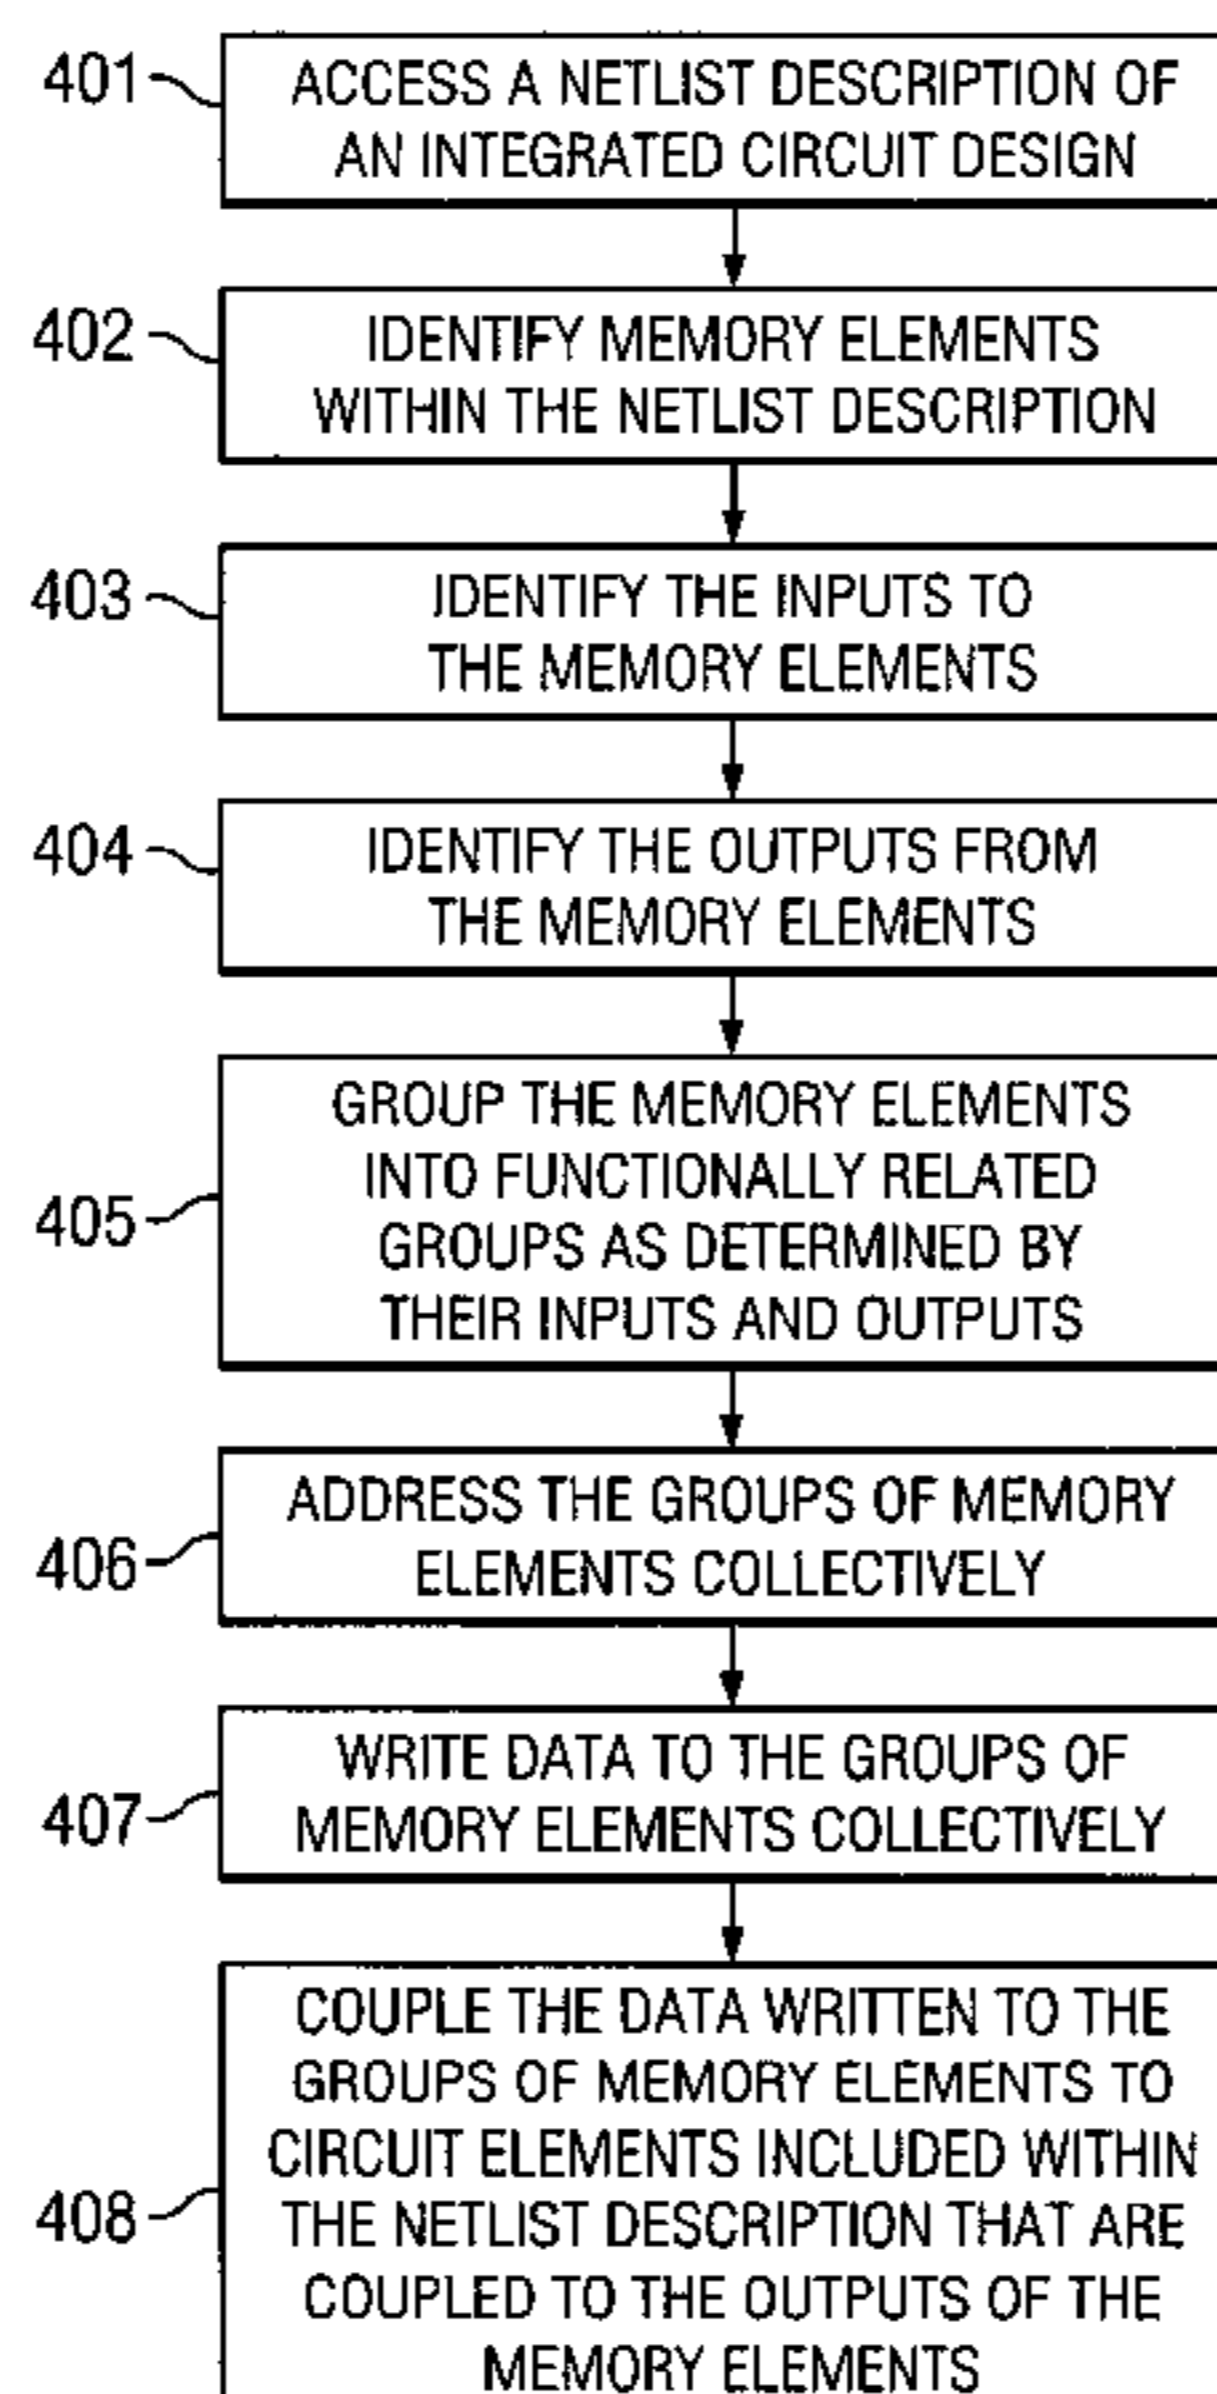 401
ACCESS A NETLIST DESCRIPTION OF
AN INTEGRATED CIRCUIT DESIGN
402
IDENTIFY MEMORY ELEMENTS
WITHIN THE NETLIST DESCRIPTION
403
IDENTIFY THE INPUTS TO
THE MEMORY ELEMENTS
404
IDENTIFY THE OUTPUTS FROM
THE MEMORY ELEMENTS
405
GROUP THE MEMORY ELEMENTS
INTO FUNCTIONALLY RELATED
GROUPS AS DETERMINED BY
THEIR INPUTS AND OUTPUTS
406
ADDRESS THE GROUPS OF MEMORY
ELEMENTS COLLECTIVELY
407
WRITE DATA TO THE GROUPS OF
MEMORY ELEMENTS COLLECTIVELY
408
COUPLE THE DATA WRITTEN TO THE
GROUPS OF MEMORY ELEMENTS TO
CIRCUIT ELEMENTS INCLUDED WITHIN
THE NETLIST DESCRIPTION THAT ARE
COUPLED TO THE OUTPUTS OF THE
MEMORY ELEMENTS